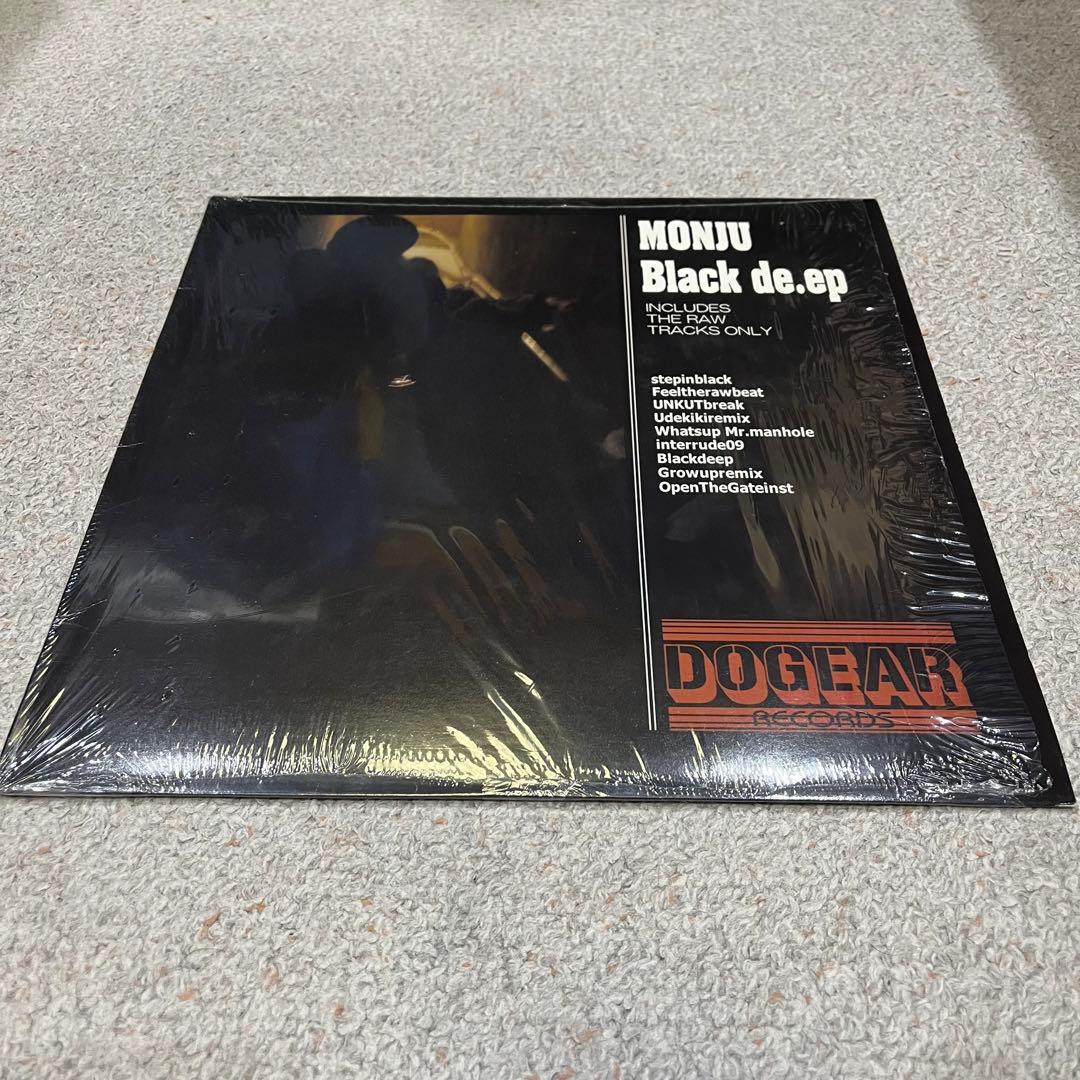 MONJU
Black de.ep
INCLUDES
THE RAW
TRACKS ONLY
stepinblack
Feeltherawbeat
UNKUTbreak
Udekikiremix
Whatsup Mr.manhole
interrude09
Blackdeep
Growupremix
OpenTheGateinst
DOGEAR
RECORDS